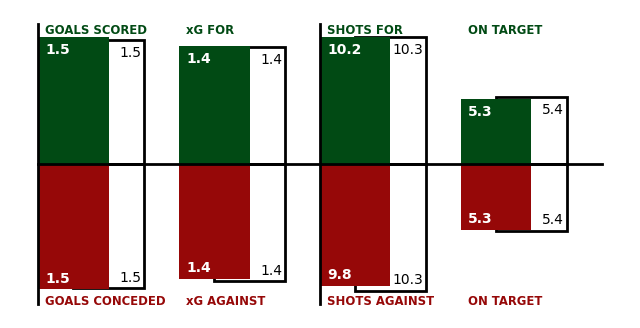 GOALS SCORED xG FOR SHOTS FOR ON TARGET
1.5 1.5 1.4 1.4 10.2 10.3 5.3 5.4
1.5 1.5 1.4 1.4 9.8 10.3 5.3 5.4
GOALS CONCEDED xG AGAINST SHOTS AGAINST ON TARGET